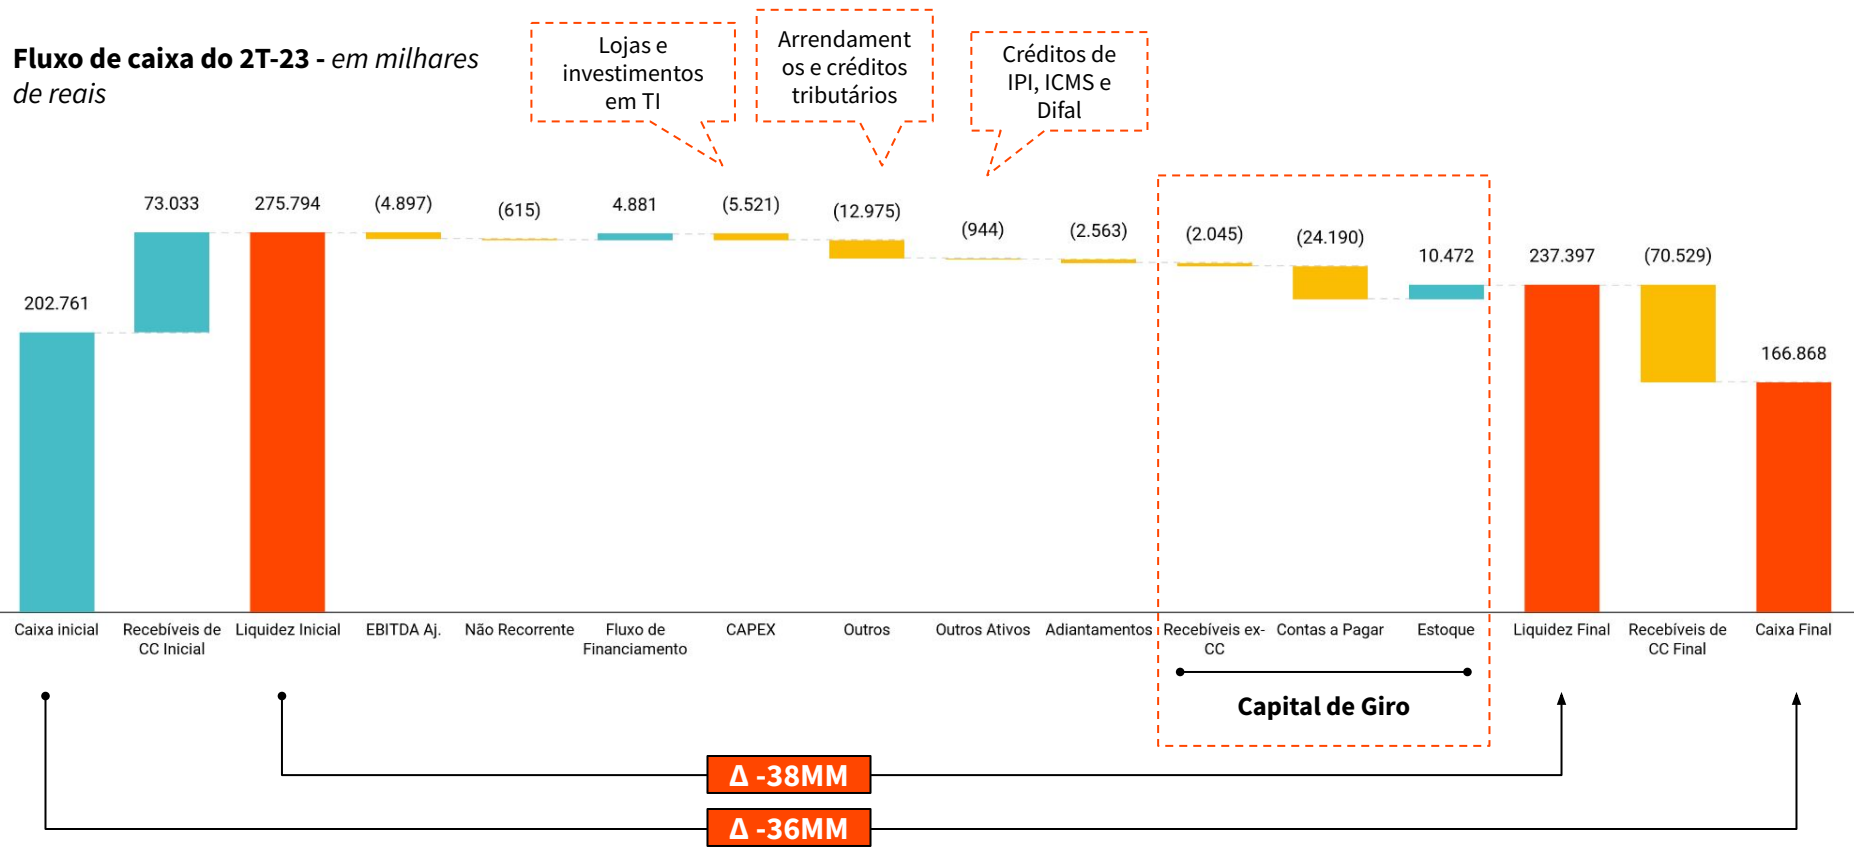 Fluxo de caixa do 2T-23 - em milhares
de reais
Lojas e
investimentos
em TI
Arrendament
os e créditos
tributários
Créditos de
IPI, ICMS e
Difal
202.761
73.033
275.794
(4.897)
(615)
4.881
(5.521)
(12.975)
(944)
(2.563)
(2.045)
(24.190)
10.472
237.397
(70.529)
166.868
Caixa inicial
Recebíveis de
CC Inicial
Liquidez Inicial
EBITDA Aj.
Não Recorrente
Fluxo de
Financiamento
CAPEX
Outros
Outros Ativos
Adiantamentos
Recebíveis ex-
CC
Contas a Pagar
Estoque
Liquidez Final
Recebíveis de
CC Final
Caixa Final
Capital de Giro
Δ -38MM
Δ -36MM